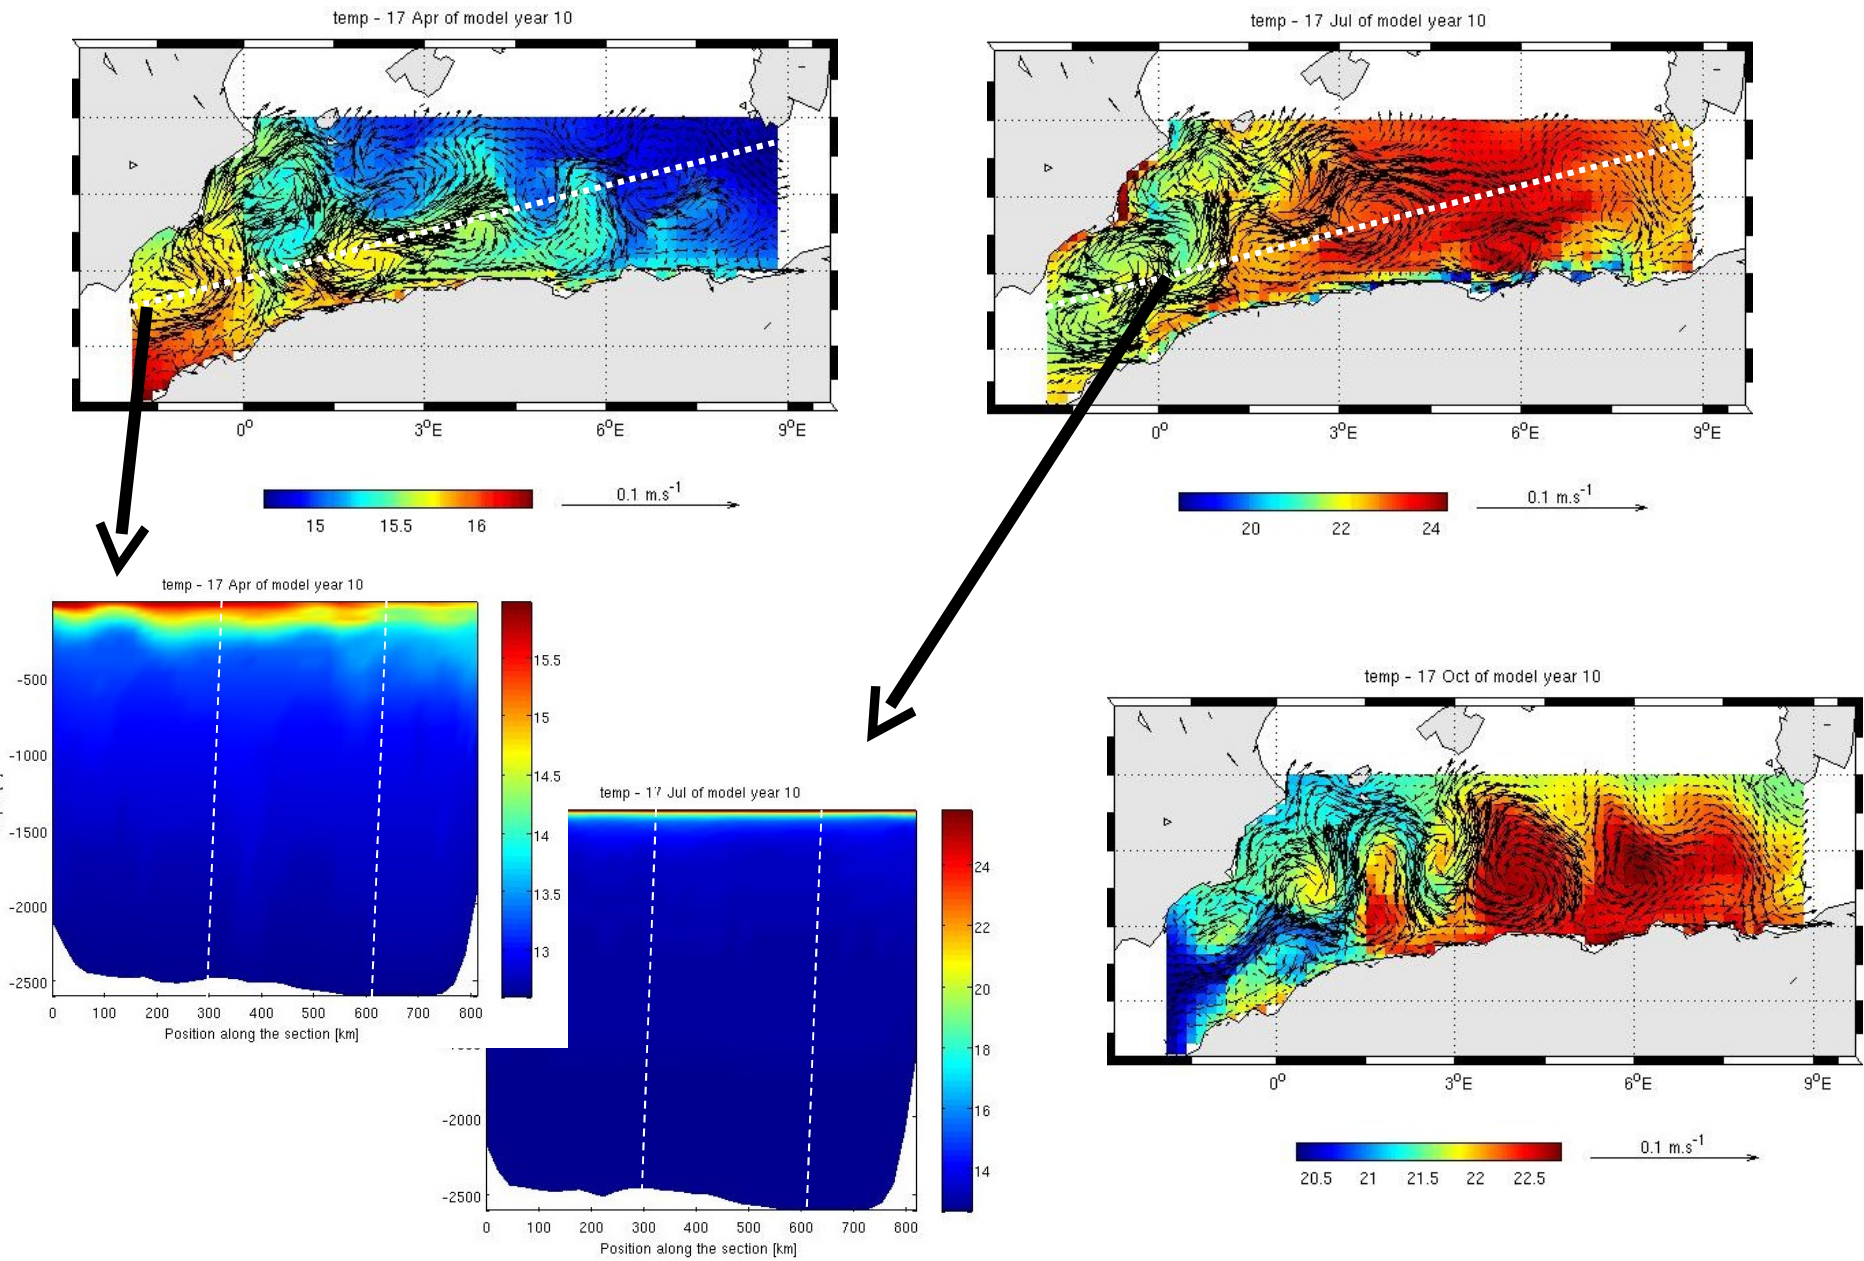 temp - 17 Apr of model year 10
0° 3°E 6°E 9°E
15 15.5 16
0.1 m.s⁻¹
temp - 17 Jul of model year 10
0° 3°E 6°E 9°E
20 22 24
0.1 m.s⁻¹
temp - 17 Apr of model year 10
-500
-1000
-1500
-2000
-2500
0 100 200 300 400 500 600 700 800
Position along the section [km]
15.5
15
14.5
14
13.5
13
temp - 17 Jul of model year 10
-2000
-2500
0 100 200 300 400 500 600 700 800
Position along the section [km]
24
22
20
18
16
14
temp - 17 Oct of model year 10
0° 3°E 6°E 9°E
20.5 21 21.5 22 22.5
0.1 m.s⁻¹